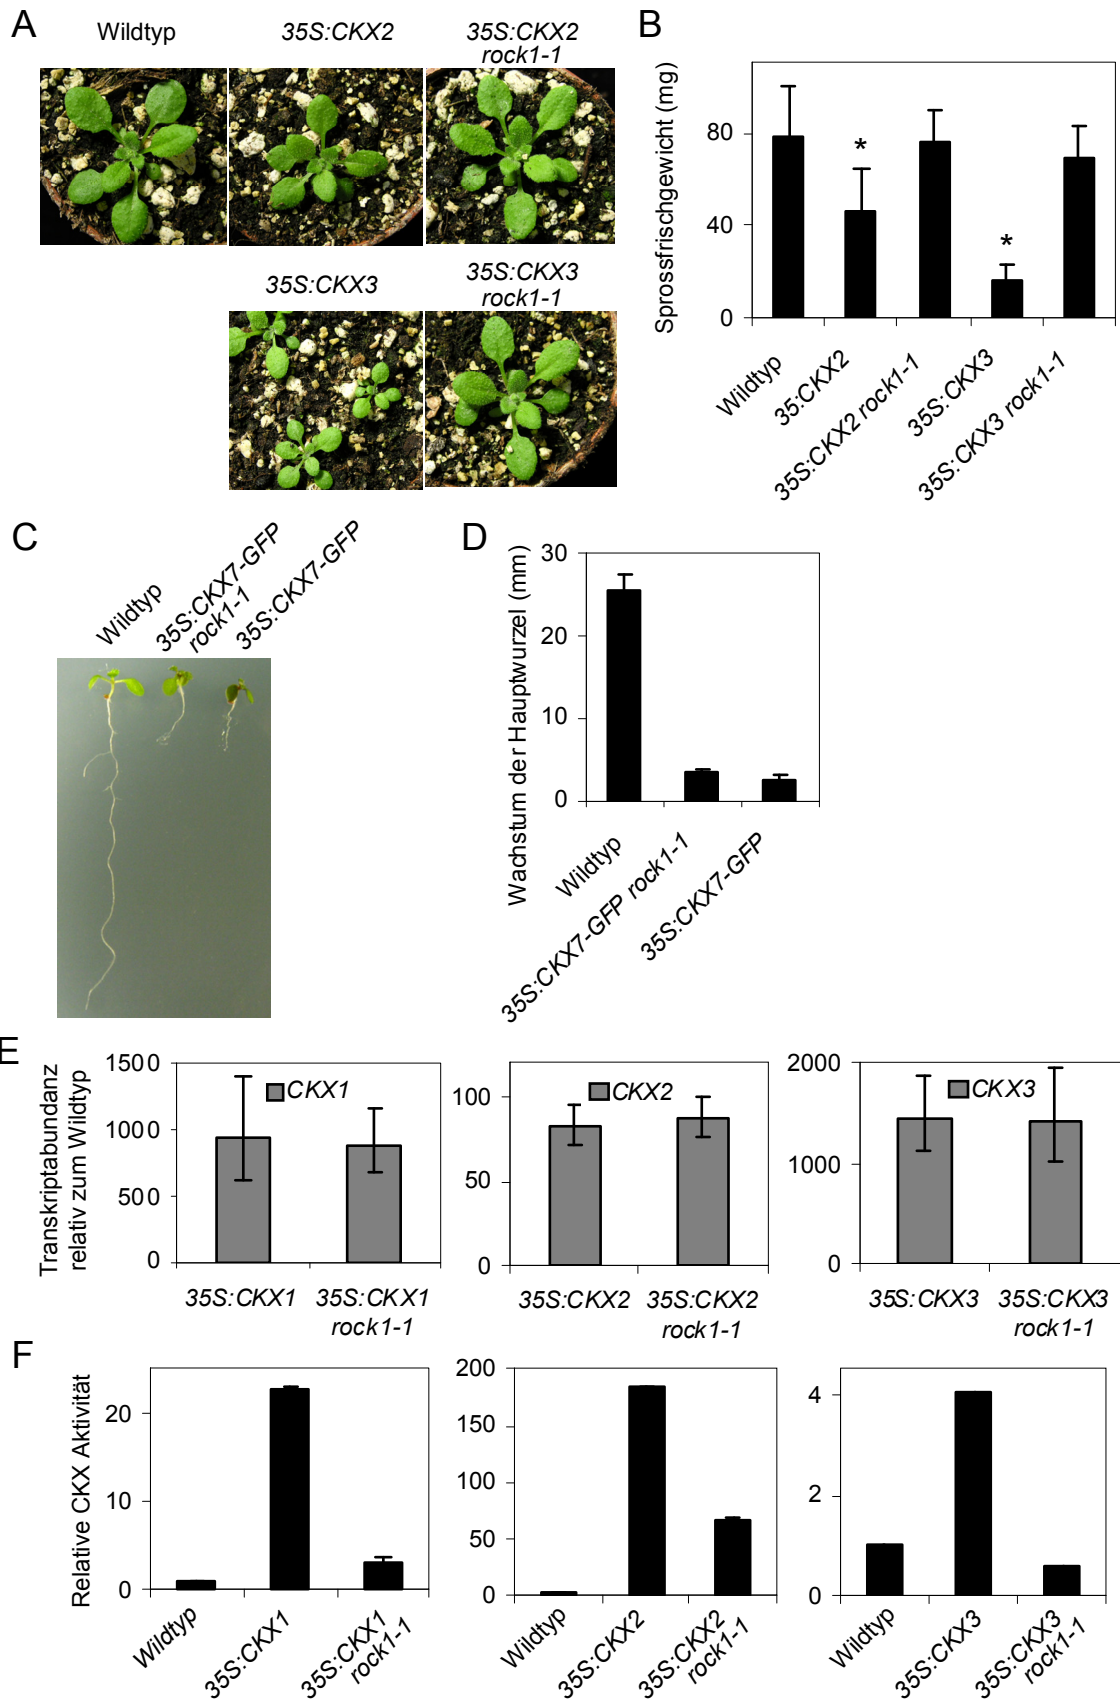 A
Wildtyp
35S:CKX2
35S:CKX2
rock1-1
35S:CKX3
35S:CKX3
rock1-1
B
Sprossfrischgewicht (mg)
80
40
0
Wildtyp
35:CKX2
35S:CKX2 rock1-1
35S:CKX3
35S:CKX3 rock1-1
*
*
C
Wildtyp
35S:CKX7-GFP
rock1-1
35S:CKX7-GFP
D
Wachstum der Hauptwurzel (mm)
30
20
10
0
Wildtyp
35S:CKX7-GFP rock1-1
35S:CKX7-GFP
E
Transkriptabundanz
relativ zum Wildtyp
1500
1000
500
0
CKX1
35S:CKX1
35S:CKX1
rock1-1
100
50
0
CKX2
35S:CKX2
35S:CKX2
rock1-1
2000
1000
0
CKX3
35S:CKX3
35S:CKX3
rock1-1
F
Relative CKX Aktivität
20
10
0
Wildtyp
35S:CKX1
35S:CKX1
rock1-1
200
150
100
50
0
Wildtyp
35S:CKX2
35S:CKX2
rock1-1
4
2
0
Wildtyp
35S:CKX3
35S:CKX3
rock1-1